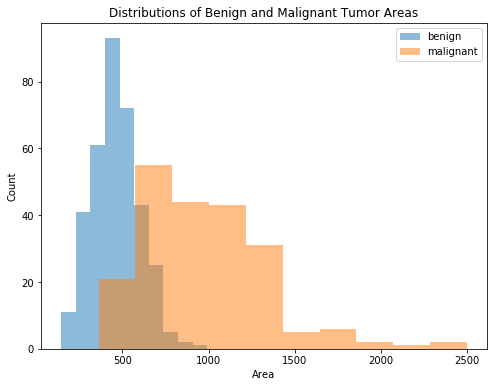 Distributions of Benign and Malignant Tumor Areas
benign
malignant
Count
80
60
40
20
0
500
1000
1500
2000
2500
Area